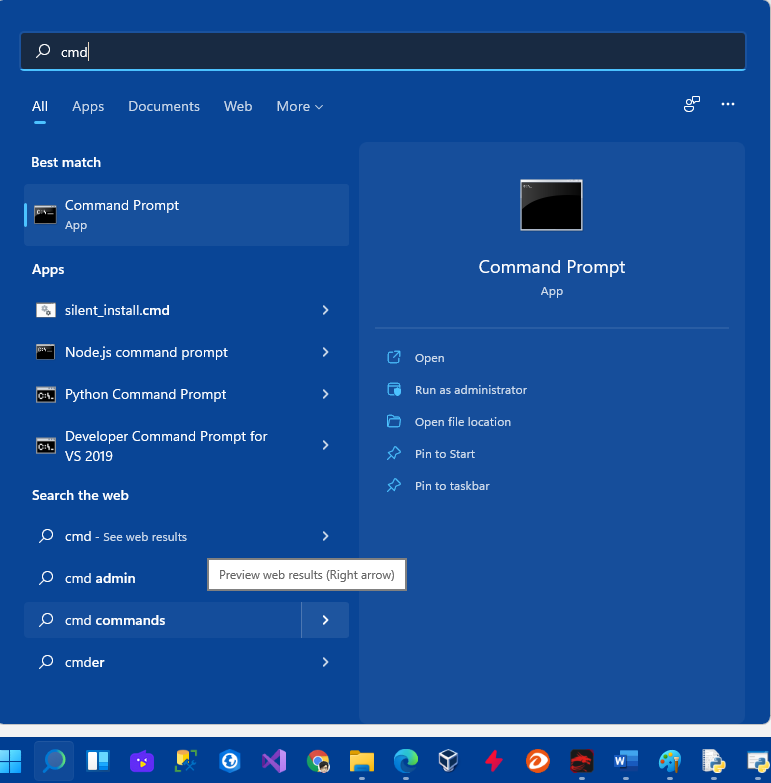 cmd
All Apps Documents Web More
Best match
Command Prompt
App
Apps
silent_install.cmd
Node.js command prompt
Python Command Prompt
Developer Command Prompt for
VS 2019
Search the web
cmd - See web results
cmd admin
Preview web results (Right arrow)
cmd commands
cmder
Command Prompt
App
Open
Run as administrator
Open file location
Pin to Start
Pin to taskbar